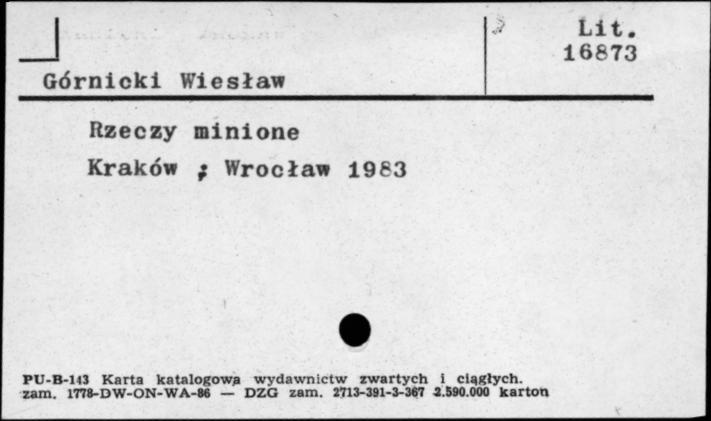 Lit.
16873
Górnicki Wiesław
Rzeczy minione
Kraków ; Wrocław 1983
PU-B-143 Karta katalogowa wydawnictw zwartych i ciągłych.
zam. 1778-DW-ON-WA-86 — DZG zam. 2713-391-3-367 2.590.000 karton